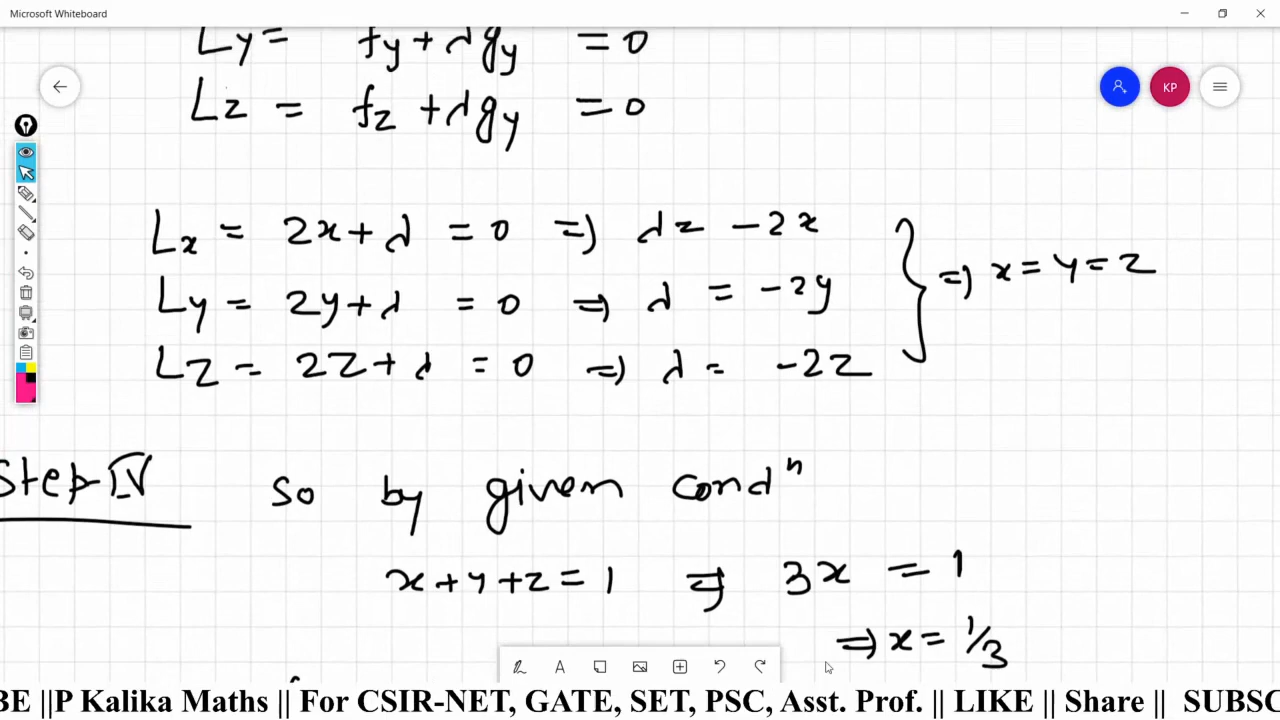 Microsoft Whiteboard
Ly = fy + λgy = 0
Lz = fz + λgy = 0
KP
Lx = 2x + λ = 0 ⇒ λ = -2x
Ly = 2y + λ = 0 ⇒ λ = -2y
Lz = 2z + λ = 0 ⇒ λ = -2z
⇒ x = y = z
Step IV so by given condⁿ
x + y + z = 1 ⇒ 3x = 1
⇒ x = 1/3
BE ||P Kalika Maths || For CSIR-NET, GATE, SET, PSC, Asst. Prof. || LIKE || Share || SUBSC